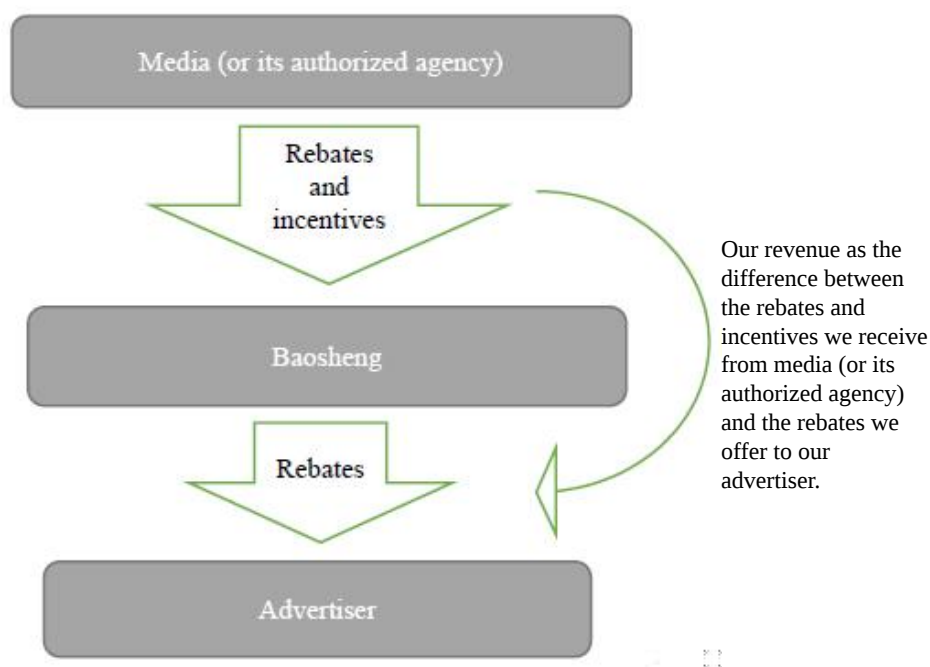 Media (or its authorized agency)
Rebates
and
incentives
Our revenue as the
difference between
the rebates and
incentives we receive
from media (or its
authorized agency)
and the rebates we
offer to our
advertiser.
Baosheng
Rebates
Advertiser